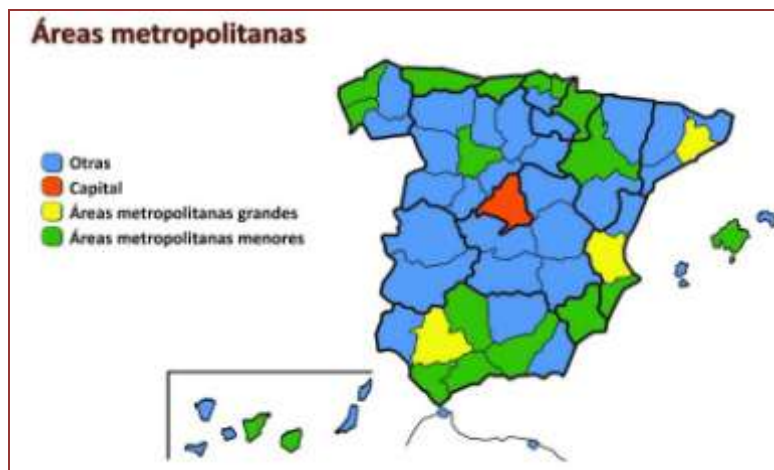 Áreas metropolitanas
Otras
Capital
Áreas metropolitanas grandes
Áreas metropolitanas menores